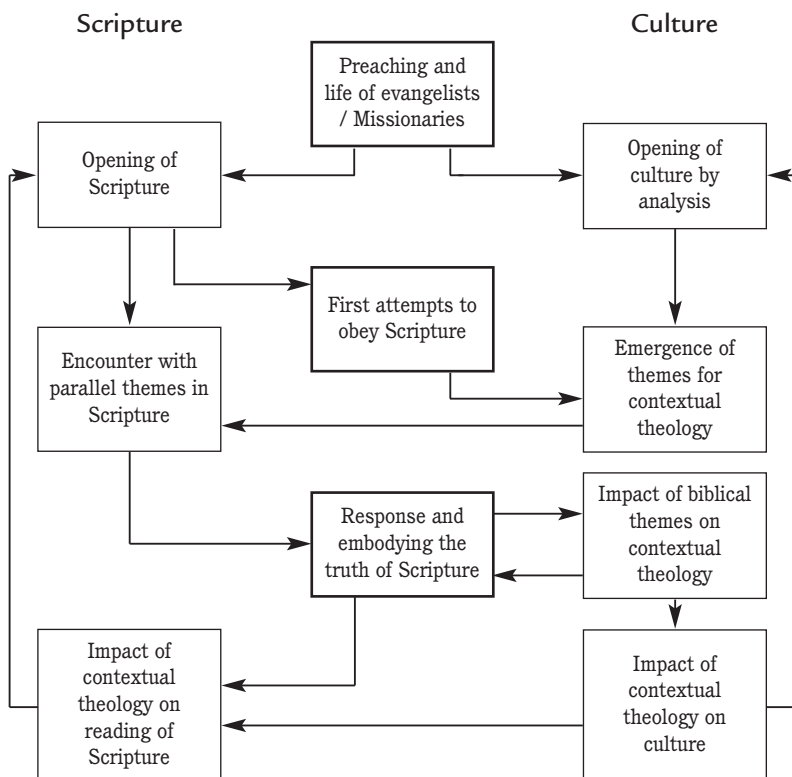 Scripture
Culture
Preaching and
life of evangelists
/ Missionaries
Opening of
Scripture
Opening of
culture by
analysis
First attempts to
obey Scripture
Encounter with
parallel themes in
Scripture
Emergence of
themes for
contextual
theology
Response and
embodying the
truth of Scripture
Impact of biblical
themes on
contextual
theology
Impact of
contextual
theology on
reading of
Scripture
Impact of
contextual
theology on
culture